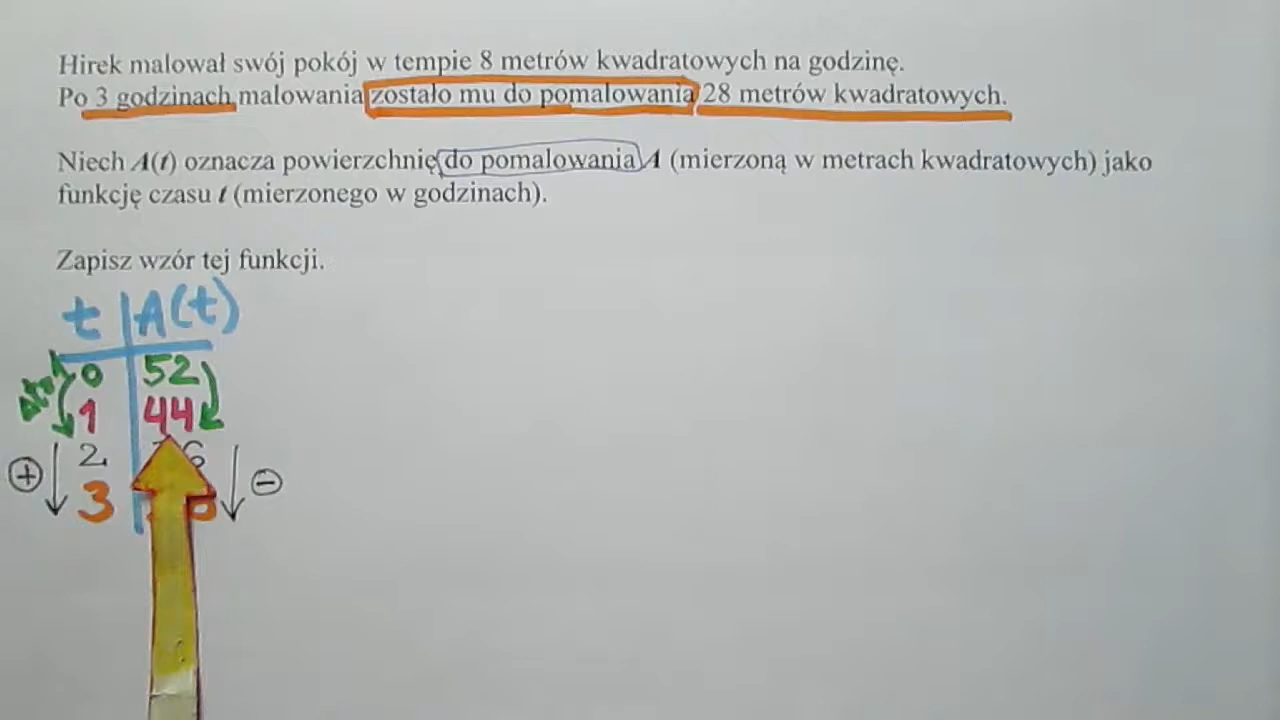 Hirek malował swój pokój w tempie 8 metrów kwadratowych na godzinę.
Po 3 godzinach malowania zostało mu do pomalowania 28 metrów kwadratowych.
Niech A(t) oznacza powierzchnię do pomalowania A (mierzoną w metrach kwadratowych) jako
funkcję czasu t (mierzonego w godzinach).
Zapisz wzór tej funkcji.
t A(t)
0 52
1 44
2 6
3
+ −